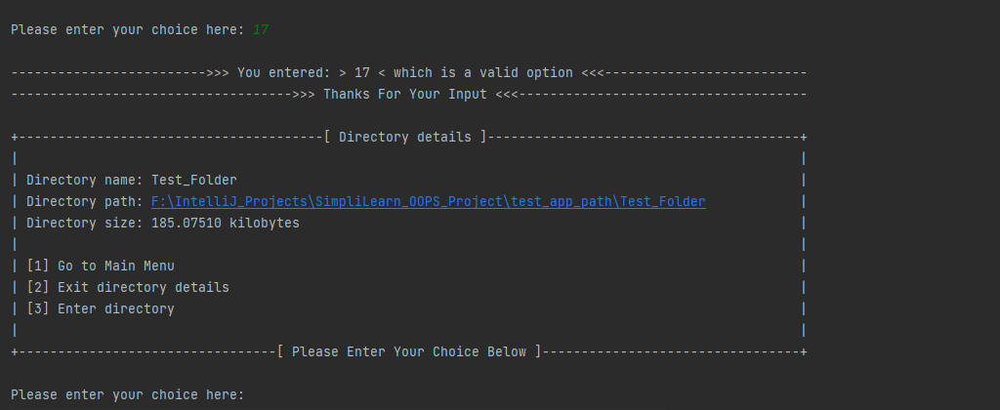 Please enter your choice here: 17
------------------------->>> You entered: > 17 < which is a valid option <<<--------------------------
------------------------------------>>> Thanks For Your Input <<<-------------------------------------
+---------------------------------------[ Directory details ]----------------------------------------+
| |
| Directory name: Test_Folder |
| Directory path: F:\IntelliJ_Projects\SimpliLearn_OOPS_Project\test_app_path\Test_Folder |
| Directory size: 185.07510 kilobytes |
| |
| [1] Go to Main Menu |
| [2] Exit directory details |
| [3] Enter directory |
| |
+---------------------------------[ Please Enter Your Choice Below ]---------------------------------+
Please enter your choice here: